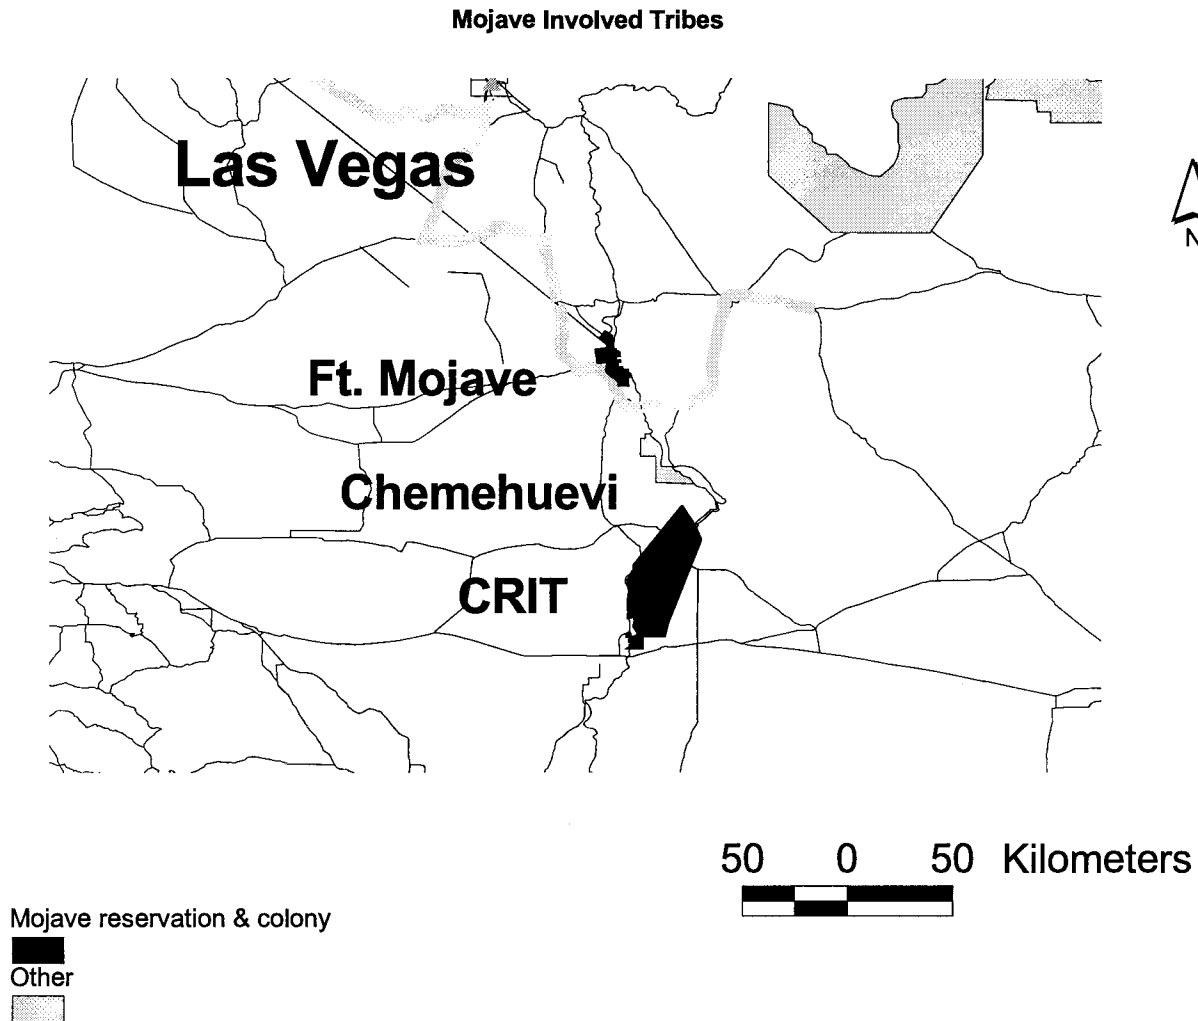 Mojave Involved Tribes
Las Vegas
N
Ft. Mojave
Chemehuevi
CRIT
50 0 50 Kilometers
Mojave reservation & colony
Other